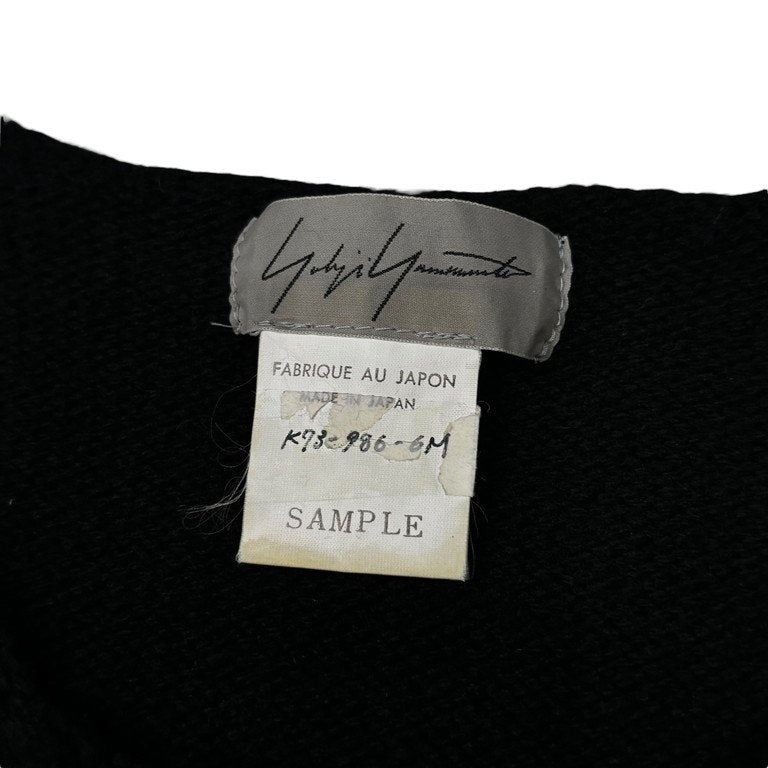 Yohji Yamamoto
FABRIQUE AU JAPON
MADE IN JAPAN
K73-986-6M
SAMPLE